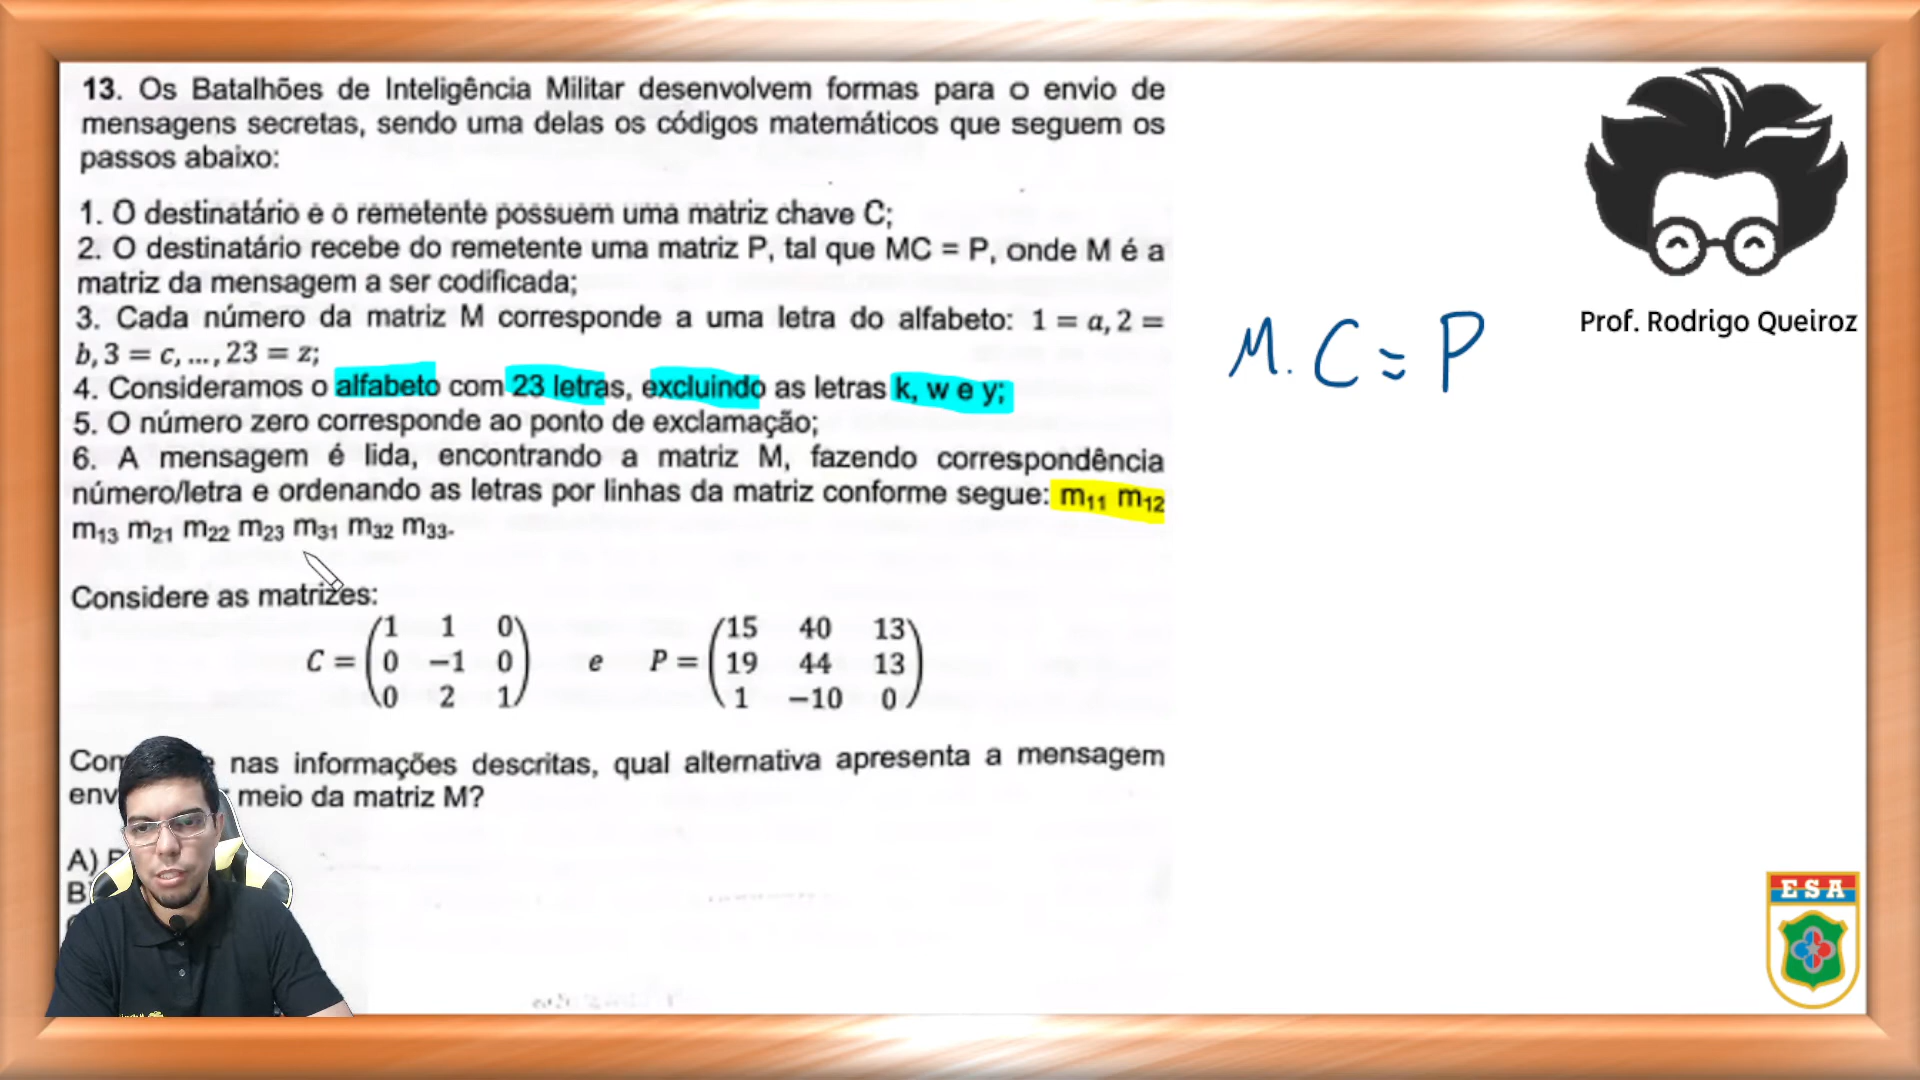 13. Os Batalhões de Inteligência Militar desenvolvem formas para o envio de
mensagens secretas, sendo uma delas os códigos matemáticos que seguem os
passos abaixo:
1. O destinatário e o remetente possuem uma matriz chave C;
2. O destinatário recebe do remetente uma matriz P, tal que MC = P, onde M é a
matriz da mensagem a ser codificada;
3. Cada número da matriz M corresponde a uma letra do alfabeto: 1 = a, 2 =
b, 3 = c, ..., 23 = z;
4. Consideramos o alfabeto com 23 letras, excluindo as letras k, w e y;
5. O número zero corresponde ao ponto de exclamação;
6. A mensagem é lida, encontrando a matriz M, fazendo correspondência
número/letra e ordenando as letras por linhas da matriz conforme segue: m₁₁ m₁₂
m₁₃ m₂₁ m₂₂ m₂₃ m₃₁ m₃₂ m₃₃.
Considere as matrizes:
1 1 0 15 40 13
C = 0 −1 0 e P = 19 44 13
0 2 1 1 −10 0
nas informações descritas, qual alternativa apresenta a mensagem
meio da matriz M?
A)
B)
M. C = P
Prof. Rodrigo Queiroz
ESA